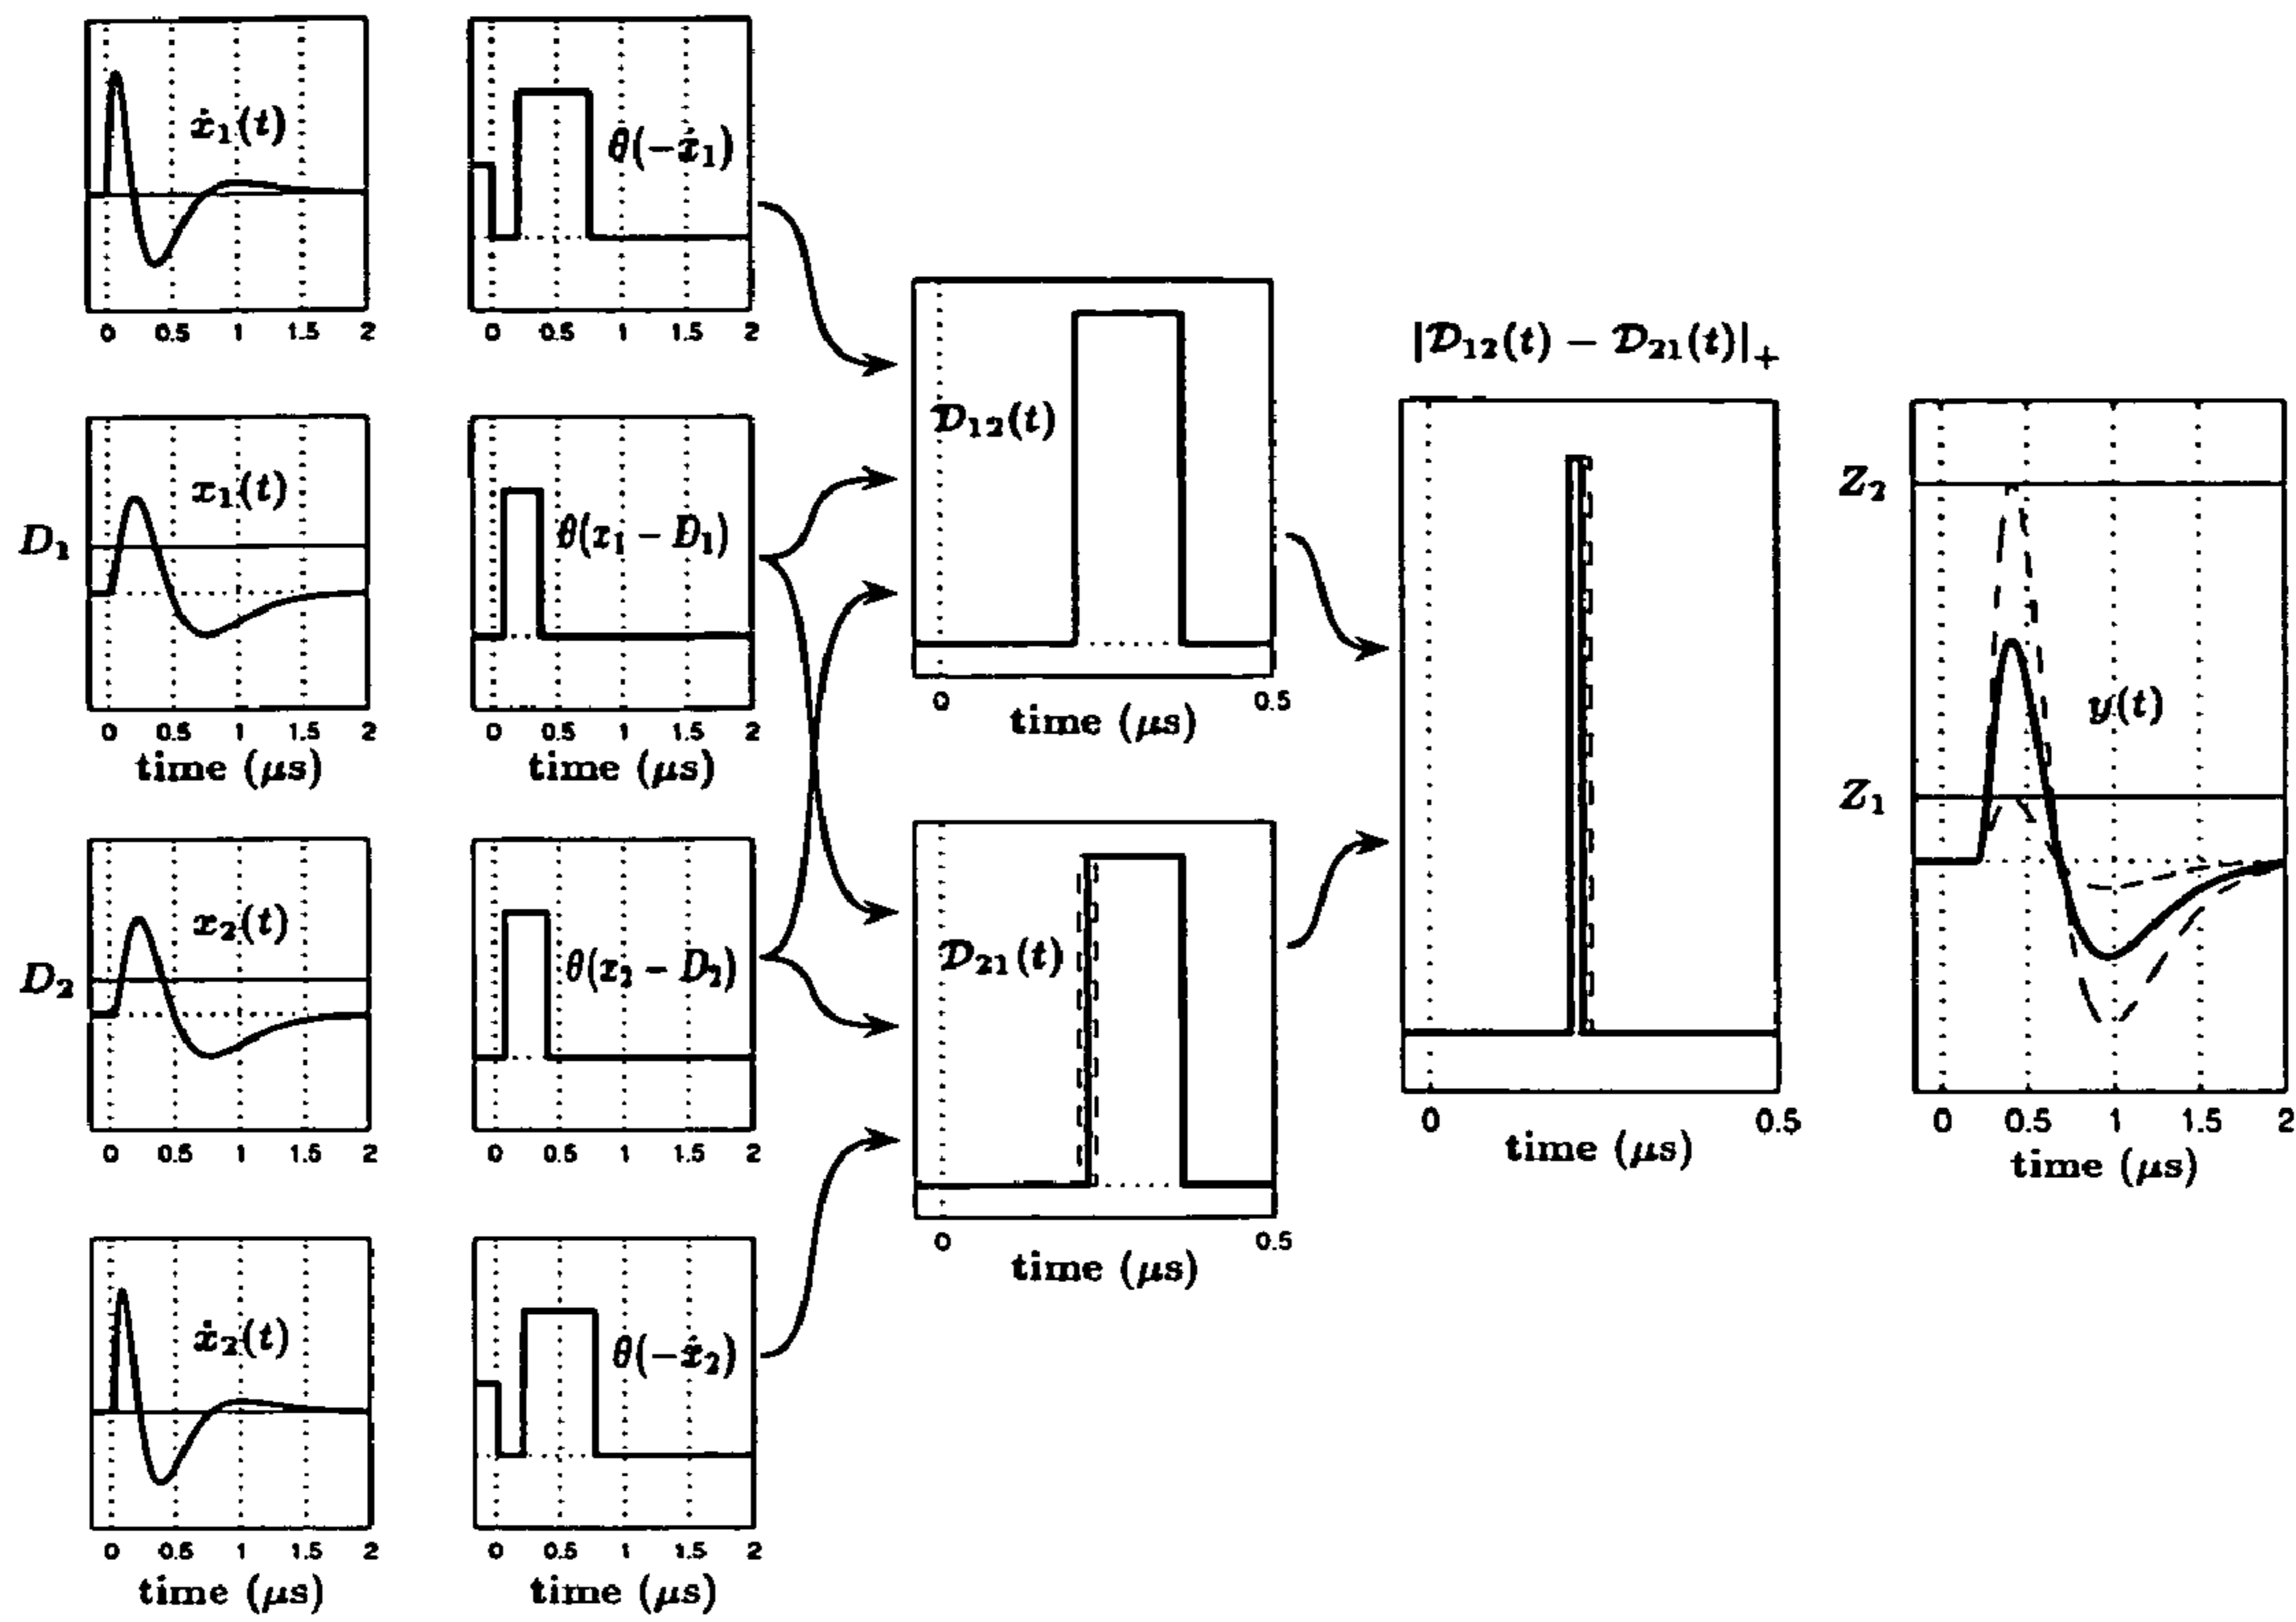 ẋ₁(t)
0 0.5 1 1.5 2
θ(−ẋ₁)
0 0.5 1 1.5 2
D₁
x₁(t)
0 0.5 1 1.5 2
time (μs)
θ(x₁ − D₁)
0 0.5 1 1.5 2
time (μs)
D₂
x₂(t)
0 0.5 1 1.5 2
θ(x₂ − D₂)
0 0.5 1 1.5 2
ẋ₂(t)
0 0.5 1 1.5 2
time (μs)
θ(−ẋ₂)
0 0.5 1 1.5 2
time (μs)
𝒟₁₂(t)
0 0.5
time (μs)
𝒟₂₁(t)
0 0.5
time (μs)
|𝒟₁₂(t) − 𝒟₂₁(t)|₊
0 0.5
time (μs)
Z₂
Z₁
y(t)
0 0.5 1 1.5 2
time (μs)